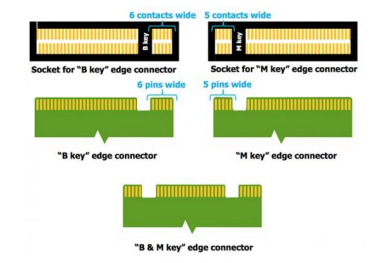 6 contacts wide 5 contacts wide
B key
M key
Socket for "B key" edge connector Socket for "M key" edge connector
6 pins wide 5 pins wide
"B key" edge connector "M key" edge connector
"B & M key" edge connector